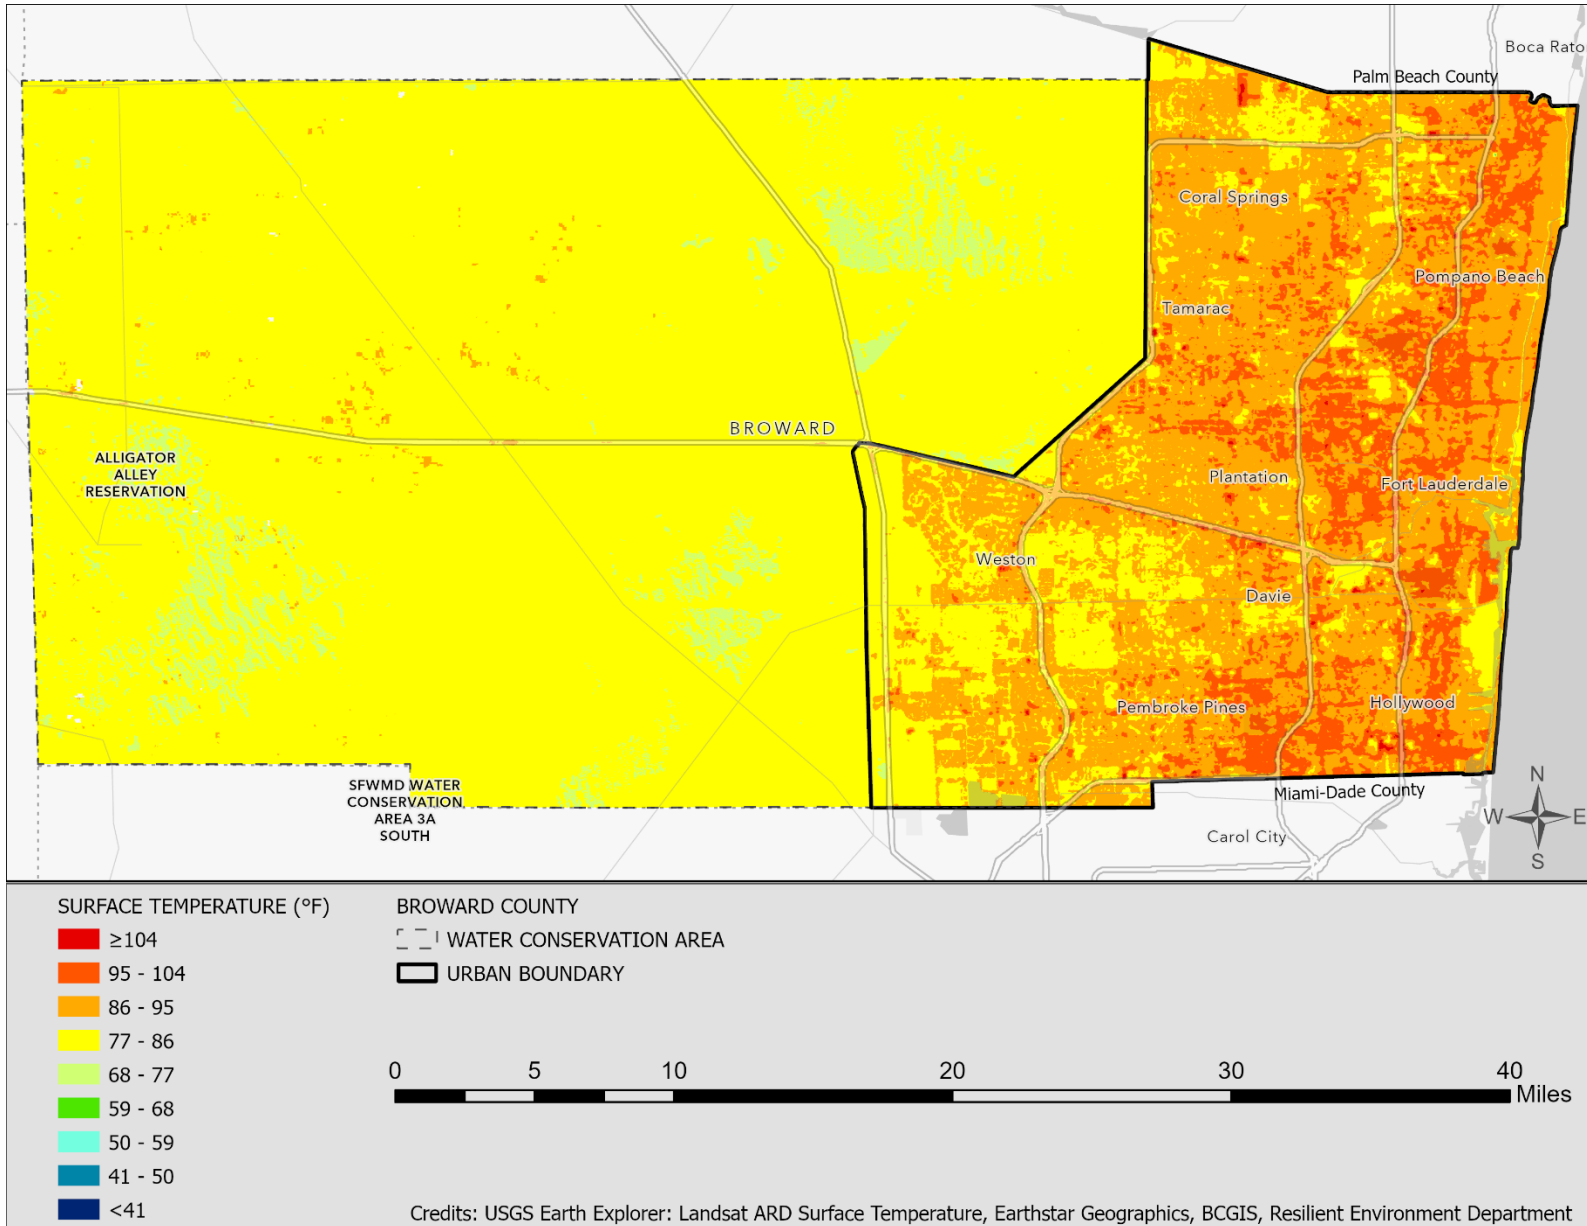 Boca Rato
Palm Beach County
Coral Springs
Pompano Beach
Tamarac
BROWARD
ALLIGATOR
ALLEY
RESERVATION
Plantation
Fort Lauderdale
Weston
Davie
Pembroke Pines
Hollywood
SFWMD WATER
CONSERVATION
AREA 3A
SOUTH
Miami-Dade County
Carol City
N
W E
S
SURFACE TEMPERATURE (°F)
≥104
95 - 104
86 - 95
77 - 86
68 - 77
59 - 68
50 - 59
41 - 50
<41
BROWARD COUNTY
WATER CONSERVATION AREA
URBAN BOUNDARY
0 5 10 20 30 40
Miles
Credits: USGS Earth Explorer: Landsat ARD Surface Temperature, Earthstar Geographics, BCGIS, Resilient Environment Department